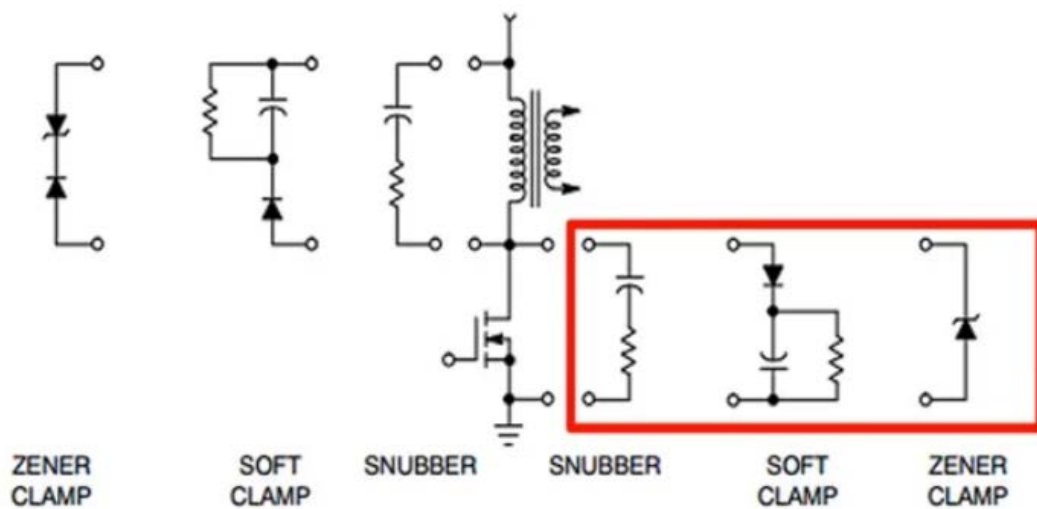 ZENER
CLAMP
SOFT
CLAMP
SNUBBER
SNUBBER
SOFT
CLAMP
ZENER
CLAMP